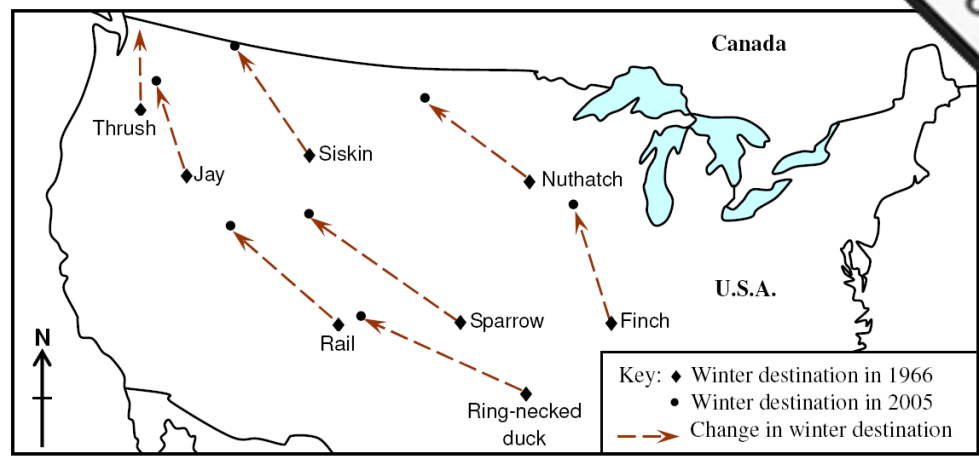 Canada
Thrush
Siskin
Jay
Nuthatch
U.S.A.
N
Rail
Sparrow
Finch
Ring-necked
duck
Key: ♦ Winter destination in 1966
● Winter destination in 2005
Change in winter destination